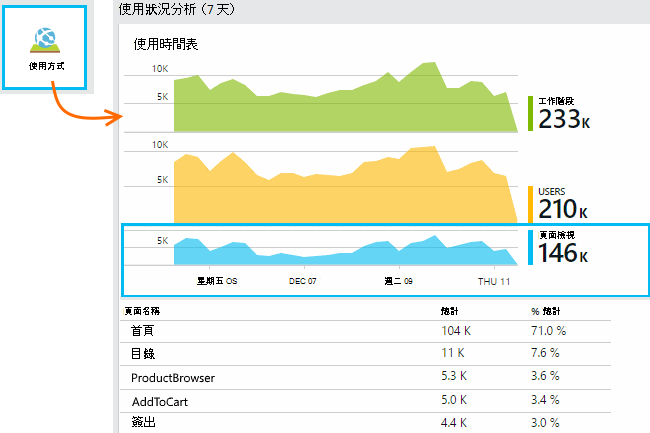 使用狀況分析 (7 天)
使用方式
使用時間表
10K
5K
工作階段
233K
10K
5K
USERS
210K
5K
頁面檢視
146K
星期五 OS
DEC 07
週二 09
THU 11
頁面名稱 總計 % 總計
首頁 104 K 71.0 %
目錄 11 K 7.6 %
ProductBrowser 5.3 K 3.6 %
AddToCart 5.0 K 3.4 %
簽出 4.4 K 3.0 %